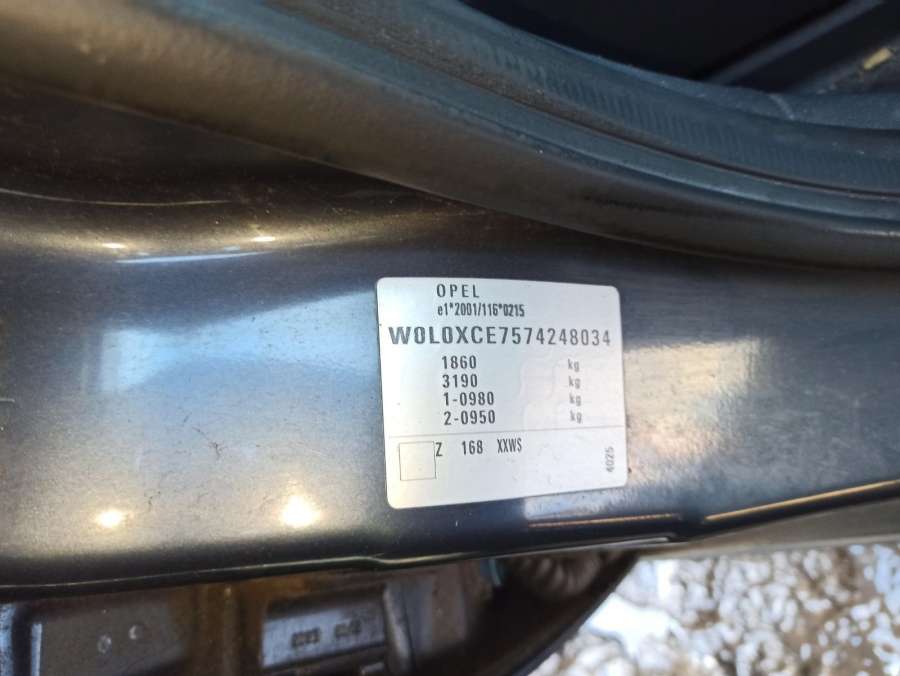 OPEL
e1*2001/116*0215
W0L0XCE7574248034
1860 kg
3190 kg
1-0980 kg
2-0950 kg
Z 168 XXWS
4025